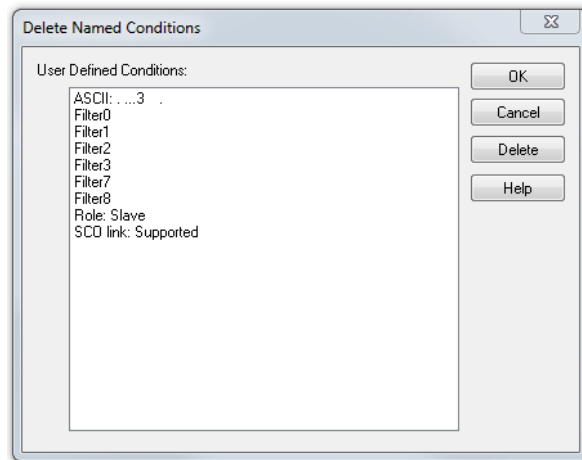 Delete Named Conditions
User Defined Conditions:
ASCII: . ...3   .
Filter0
Filter1
Filter2
Filter3
Filter7
Filter8
Role: Slave
SCO link: Supported
OK
Cancel
Delete
Help